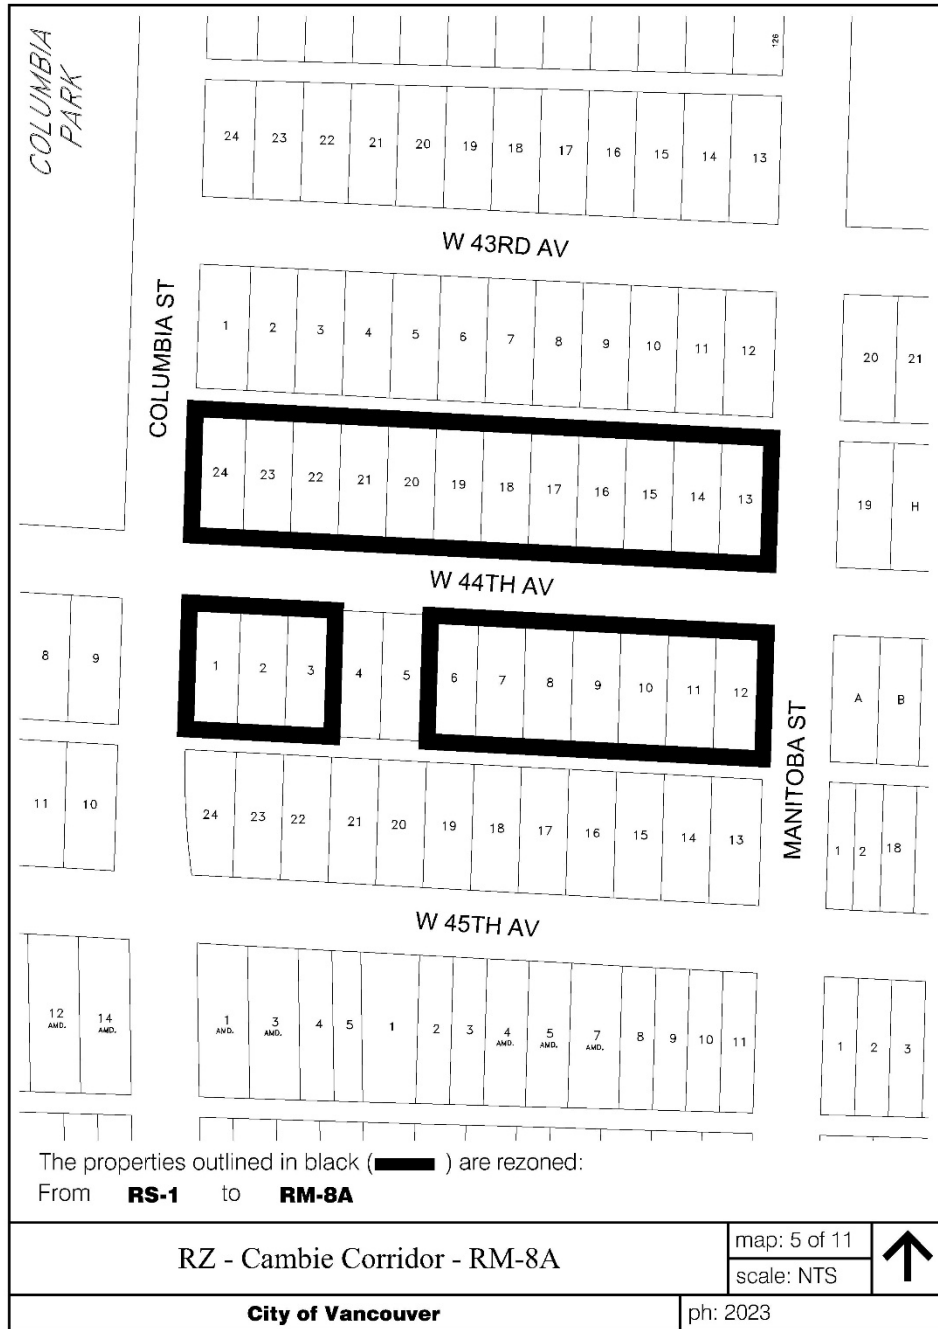 COLUMBIA
PARK
126
24 23 22 21 20 19 18 17 16 15 14 13
W 43RD AV
COLUMBIA ST
1 2 3 4 5 6 7 8 9 10 11 12
20 21
24 23 22 21 20 19 18 17 16 15 14 13
19 H
W 44TH AV
8 9
1 2 3 4 5 6 7 8 9 10 11 12
A B
MANITOBA ST
11 10
24 23 22 21 20 19 18 17 16 15 14 13
1 2 18
W 45TH AV
12 AMD. 14 AMD.
1 AMD. 3 AMD. 4 5 1 2 3 4 AMD. 5 AMD. 7 AMD. 8 9 10 11
1 2 3
The properties outlined in black ( ) are rezoned:
From RS-1 to RM-8A
RZ - Cambie Corridor - RM-8A
map: 5 of 11
scale: NTS
City of Vancouver
ph: 2023